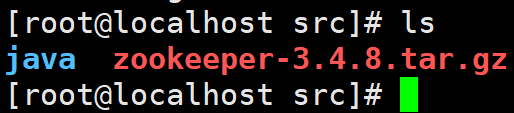 [root@localhost src]# ls
java  zookeeper-3.4.8.tar.gz
[root@localhost src]#